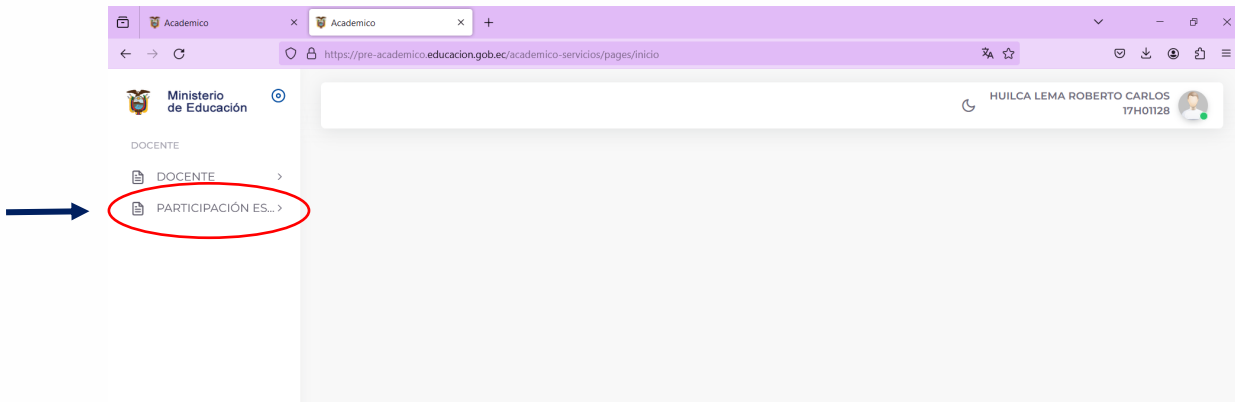 Academico
Academico
https://pre-academico.educacion.gob.ec/academico-servicios/pages/inicio
Ministerio
de Educación
HUILCA LEMA ROBERTO CARLOS
17H01128
DOCENTE
DOCENTE
PARTICIPACIÓN ES...